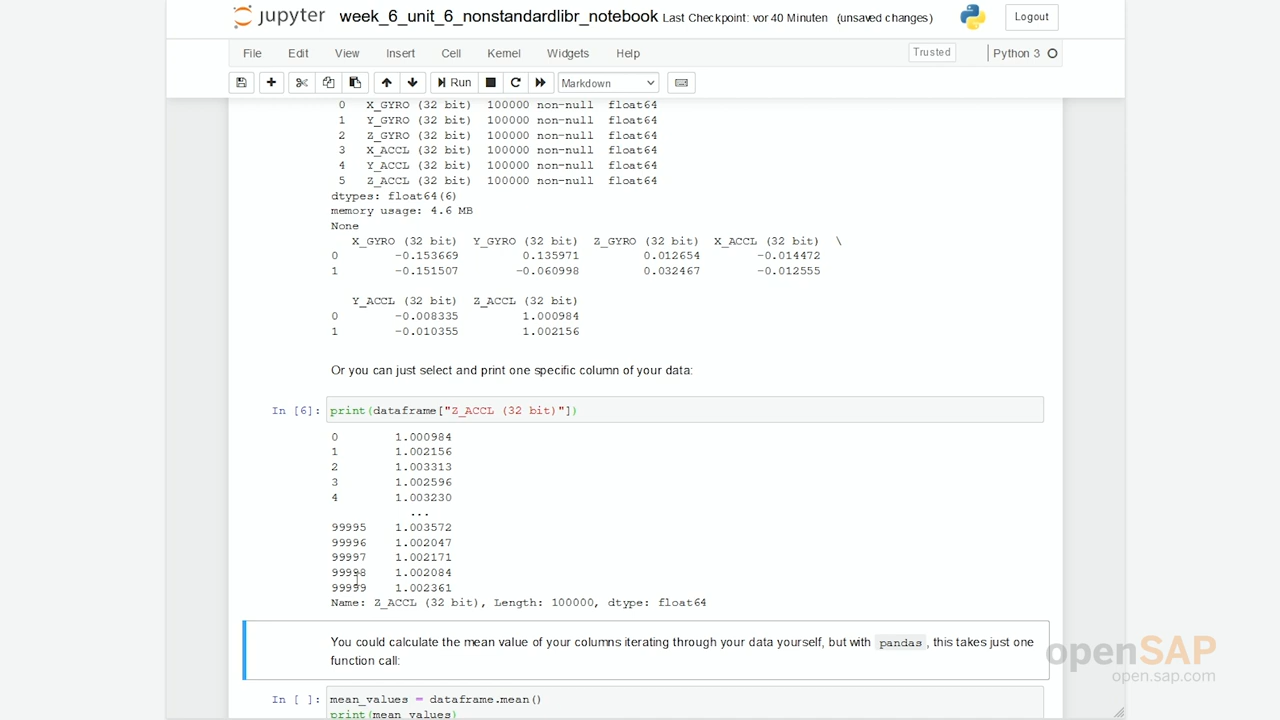 jupyter week_6_unit_6_nonstandardlibr_notebook Last Checkpoint: vor 40 Minuten (unsaved changes) Logout
File Edit View Insert Cell Kernel Widgets Help Trusted Python 3
Run Markdown
0 X_GYRO (32 bit) 100000 non-null float64
1 Y_GYRO (32 bit) 100000 non-null float64
2 Z_GYRO (32 bit) 100000 non-null float64
3 X_ACCL (32 bit) 100000 non-null float64
4 Y_ACCL (32 bit) 100000 non-null float64
5 Z_ACCL (32 bit) 100000 non-null float64
dtypes: float64(6)
memory usage: 4.6 MB
None
X_GYRO (32 bit) Y_GYRO (32 bit) Z_GYRO (32 bit) X_ACCL (32 bit) \
0 -0.153669 0.135971 0.012654 -0.014472
1 -0.151507 -0.060998 0.032467 -0.012555
Y_ACCL (32 bit) Z_ACCL (32 bit)
0 -0.008335 1.000984
1 -0.010355 1.002156
Or you can just select and print one specific column of your data:
In [6]: print(dataframe["Z_ACCL (32 bit)"])
0 1.000984
1 1.002156
2 1.003313
3 1.002596
4 1.003230
...
99995 1.003572
99996 1.002047
99997 1.002171
99998 1.002084
99999 1.002361
Name: Z_ACCL (32 bit), Length: 100000, dtype: float64
You could calculate the mean value of your columns iterating through your data yourself, but with pandas, this takes just one
function call:
openSAP
open.sap.com
In [ ]: mean_values = dataframe.mean()
print(mean_values)